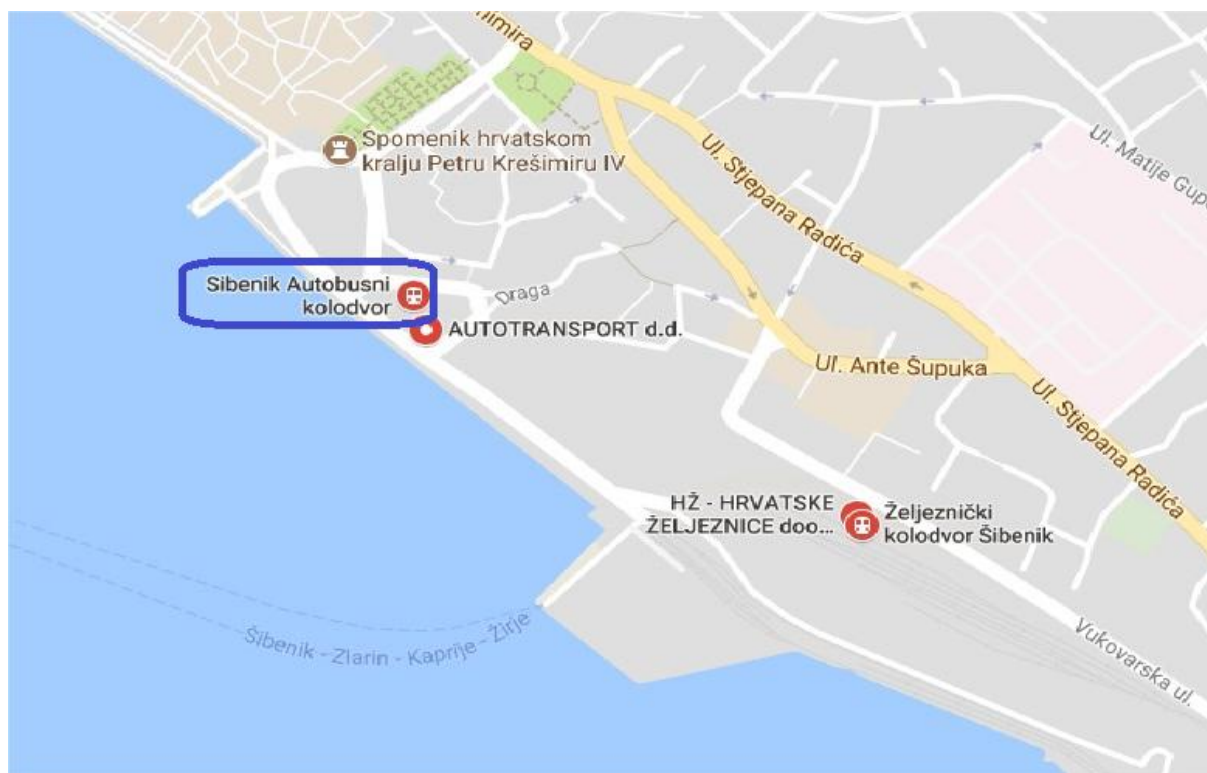 nimira
Spomenik hrvatskom
kralju Petru Krešimiru IV
Ul. Stjepana Radića
Ul. Matije Gup
Sibenik Autobusni
kolodvor
Draga
AUTOTRANSPORT d.d.
Ul. Ante Šupuka
Ul. Stjepana Radića
HŽ - HRVATSKE
ŽELJEZNICE doo...
Željeznički
kolodvor Šibenik
Šibenik - Zlarin - Kaprije - Žirje
Vukovarska ul.